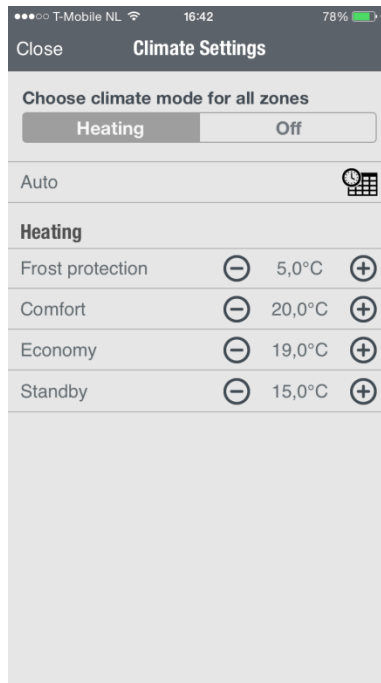 T-Mobile NL 16:42 78%
Close Climate Settings
Choose climate mode for all zones
Heating Off
Auto
Heating
Frost protection 5,0°C
Comfort 20,0°C
Economy 19,0°C
Standby 15,0°C